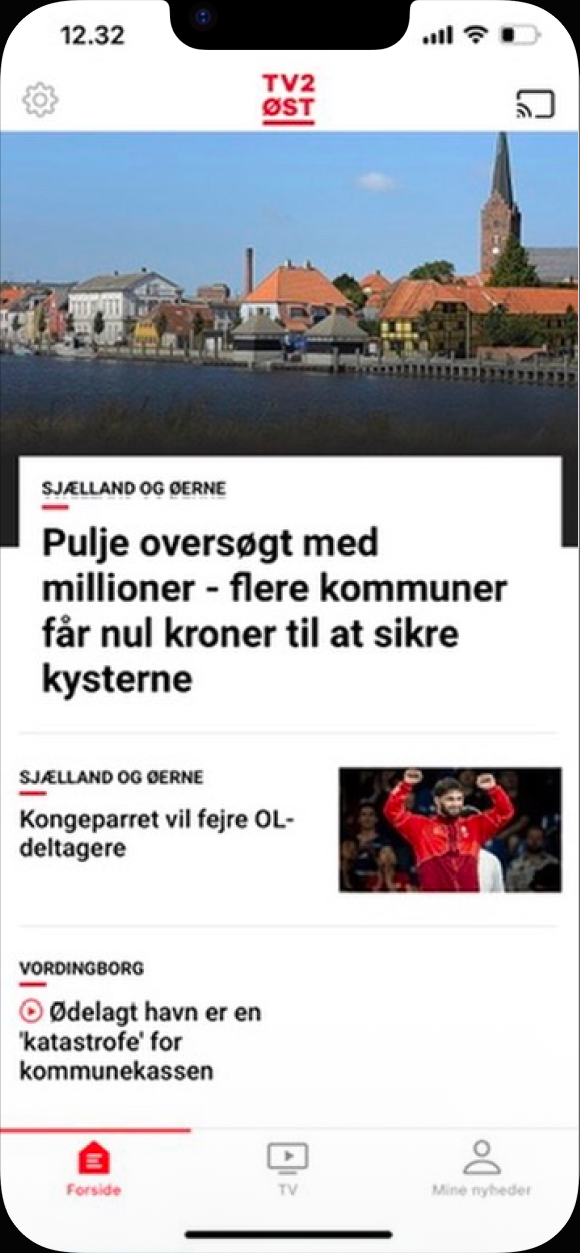 12.32
TV2
ØST
SJÆLLAND OG ØERNE
Pulje oversøgt med
millioner - flere kommuner
får nul kroner til at sikre
kysterne
SJÆLLAND OG ØERNE
Kongeparret vil fejre OL-
deltagere
VORDINGBORG
Ødelagt havn er en
'katastrofe' for
kommunekassen
Forside
TV
Mine nyheder